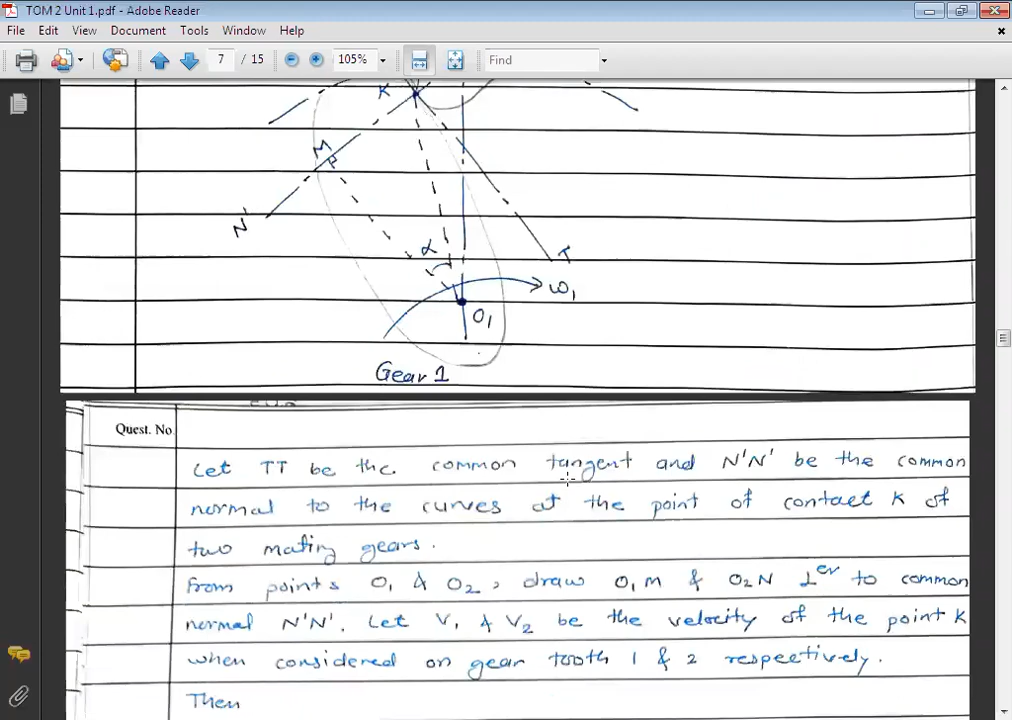 TOM 2 Unit 1.pdf - Adobe Reader
File Edit View Document Tools Window Help
7 / 15 105% Find
K
M
N'
α
T
ω1
O1
Gear 1
Quest. No.
Let TT be the common tangent and N'N' be the common
normal to the curves at the point of contact K of
two mating gears.
From points O1 & O2, draw O1M & O2N ⊥er to common
normal N'N'. Let V1 & V2 be the velocity of the point K
when considered on gear tooth 1 & 2 respectively.
Then